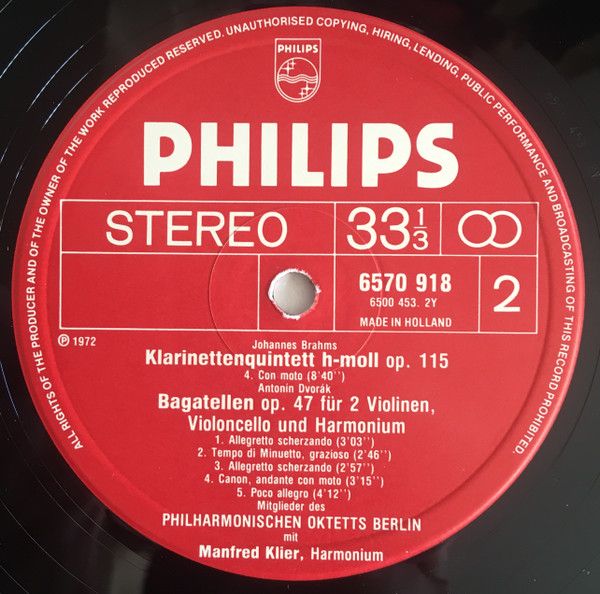 ALL RIGHTS OF THE PRODUCER AND OF THE OWNER OF THE WORK REPRODUCED RESERVED. UNAUTHORISED COPYING, HIRING, LENDING, PUBLIC PERFORMANCE AND BROADCASTING OF THIS RECORD PROHIBITED.
PHILIPS
PHILIPS
STEREO 33 1/3
6570 918
6500 453. 2Y
MADE IN HOLLAND
2
℗ 1972
Johannes Brahms
Klarinettenquintett h-moll op. 115
4. Con moto (8'40'')
Antonín Dvorák
Bagatellen op. 47 für 2 Violinen,
Violoncello und Harmonium
1. Allegretto scherzando (3'03'')
2. Tempo di Minuetto, grazioso (2'46'')
3. Allegretto scherzando (2'57'')
4. Canon, andante con moto (3'15'')
5. Poco allegro (4'12'')
Mitglieder des
PHILHARMONISCHEN OKTETTS BERLIN
mit
Manfred Klier, Harmonium